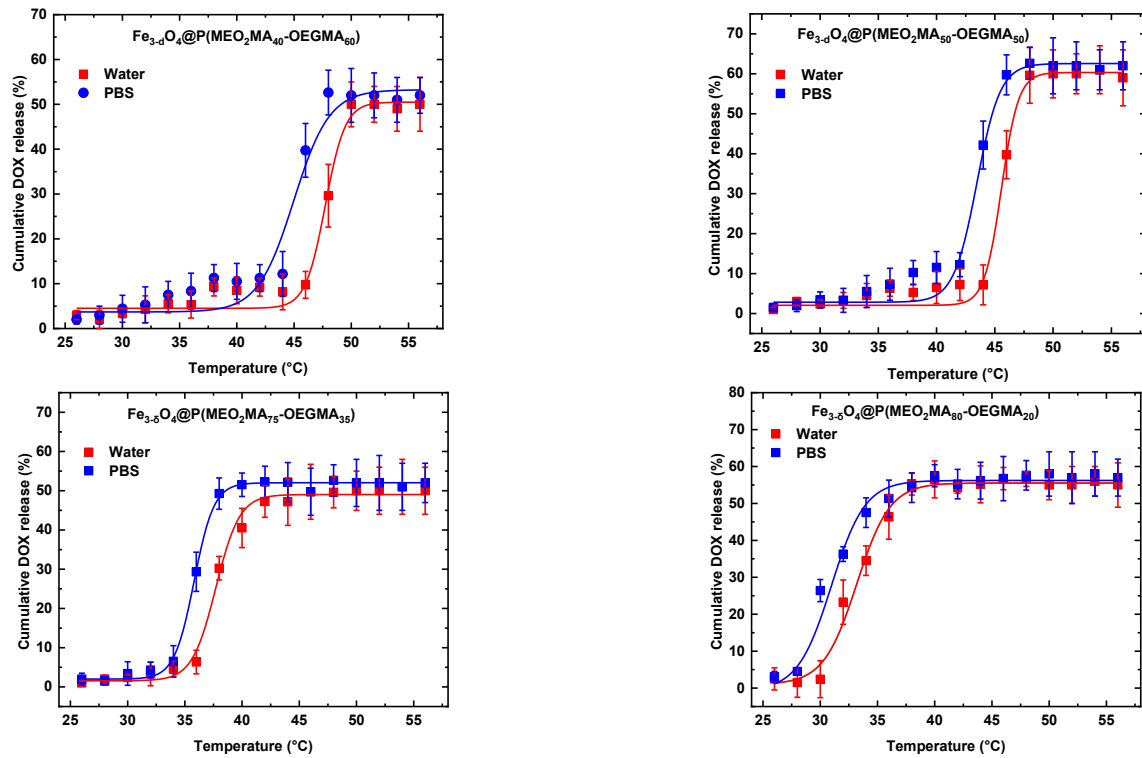 Fe₃₋dO₄@P(MEO₂MA₄₀-OEGMA₆₀)
Water
PBS
Cumulative DOX release (%)
70
60
50
40
30
20
10
0
25 30 35 40 45 50 55
Temperature (°C)
Fe₃₋dO₄@P(MEO₂MA₅₀-OEGMA₅₀)
Water
PBS
Cumulative DOX release (%)
70
60
50
40
30
20
10
0
25 30 35 40 45 50 55
Temperature (°C)
Fe₃₋δO₄@P(MEO₂MA₇₅-OEGMA₃₅)
Water
PBS
Cumulative DOX release (%)
70
60
50
40
30
20
10
0
25 30 35 40 45 50 55
Temperature (°C)
Fe₃₋δO₄@P(MEO₂MA₈₀-OEGMA₂₀)
Water
PBS
Cumulative DOX release (%)
80
70
60
50
40
30
20
10
0
25 30 35 40 45 50 55
Temperature (°C)